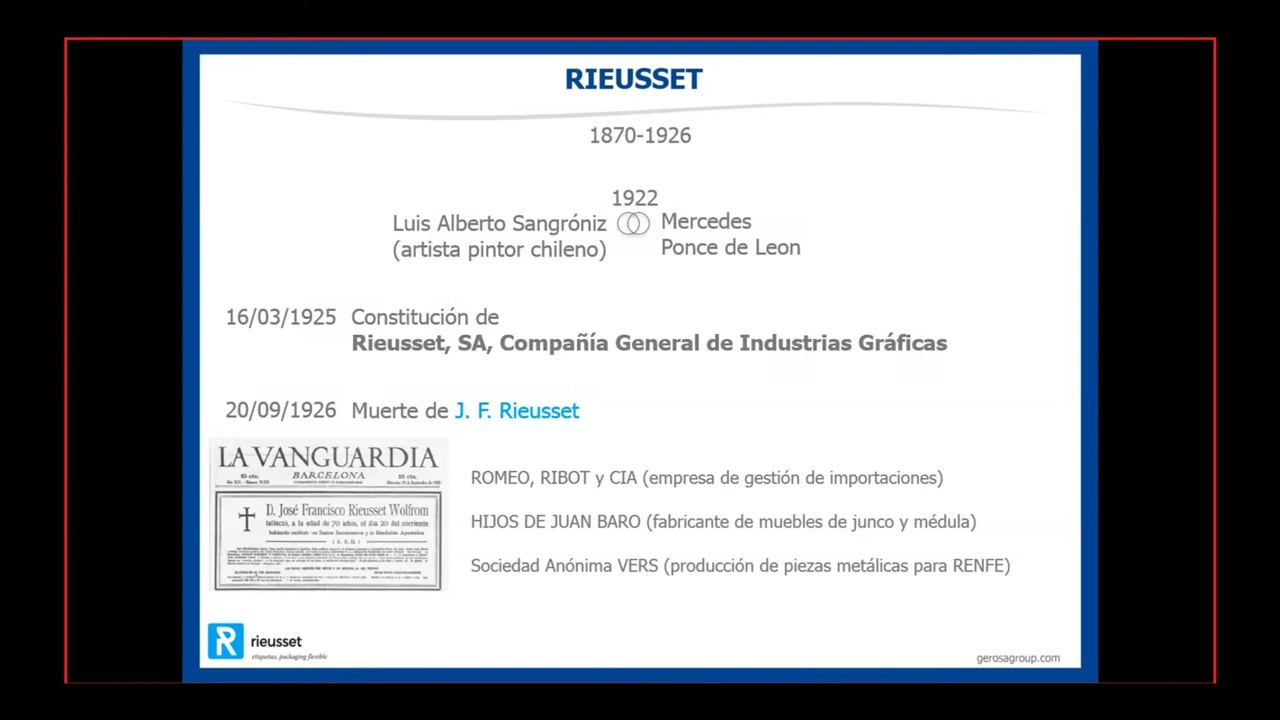 RIEUSSET
1870-1926
1922
Luis Alberto Sangróniz
(artista pintor chileno)
Mercedes
Ponce de Leon
16/03/1925 Constitución de
Rieusset, SA, Compañía General de Industrias Gráficas
20/09/1926 Muerte de J. F. Rieusset
LA VANGUARDIA
BARCELONA
D. José Francisco Rieusset Wolfrom
falleció, a la edad de 70 años, el día 20 del corriente
ROMEO, RIBOT y CIA (empresa de gestión de importaciones)
HIJOS DE JUAN BARO (fabricante de muebles de junco y médula)
Sociedad Anónima VERS (producción de piezas metálicas para RENFE)
R rieusset
etiquetas, packaging flexible
gerosagroup.com